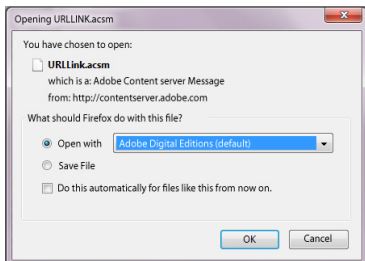 Opening URLLINK.acsm
You have chosen to open:
URLLink.acsm
which is a: Adobe Content server Message
from: http://contentserver.adobe.com
What should Firefox do with this file?
Open with Adobe Digital Editions (default)
Save File
Do this automatically for files like this from now on.
OK Cancel